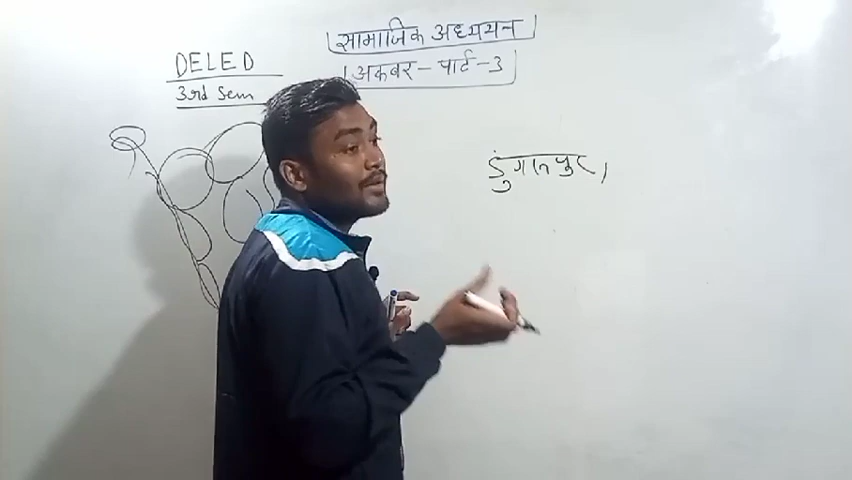 सामाजिक अध्ययन
DELED
अकबर - पार्ट - 3
3rd Sem
डुंगरपुर,